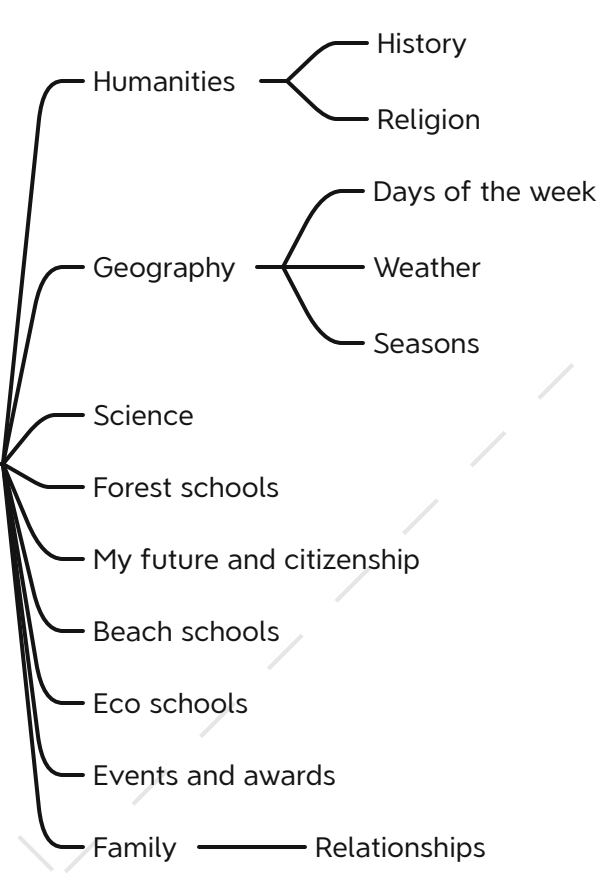 Humanities
History
Religion
Geography
Days of the week
Weather
Seasons
Science
Forest schools
My future and citizenship
Beach schools
Eco schools
Events and awards
Family
Relationships